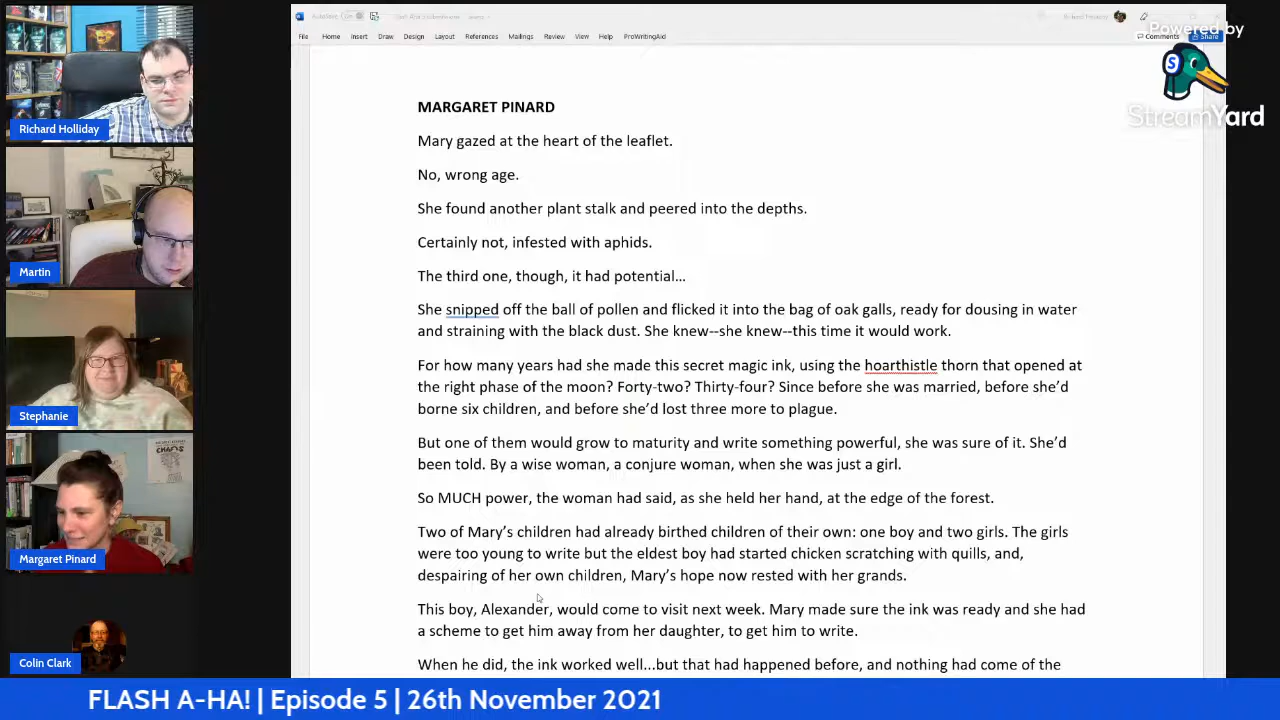 Powered by
StreamYard
File Home Insert Draw Design Layout References Mailings Review View Help ProWritingAid Comments Share
MARGARET PINARD
Mary gazed at the heart of the leaflet.
No, wrong age.
She found another plant stalk and peered into the depths.
Certainly not, infested with aphids.
The third one, though, it had potential...
She snipped off the ball of pollen and flicked it into the bag of oak galls, ready for dousing in water
and straining with the black dust. She knew--she knew--this time it would work.
For how many years had she made this secret magic ink, using the hoarthistle thorn that opened at
the right phase of the moon? Forty-two? Thirty-four? Since before she was married, before she’d
borne six children, and before she’d lost three more to plague.
But one of them would grow to maturity and write something powerful, she was sure of it. She’d
been told. By a wise woman, a conjure woman, when she was just a girl.
So MUCH power, the woman had said, as she held her hand, at the edge of the forest.
Two of Mary’s children had already birthed children of their own: one boy and two girls. The girls
were too young to write but the eldest boy had started chicken scratching with quills, and,
despairing of her own children, Mary’s hope now rested with her grands.
This boy, Alexander, would come to visit next week. Mary made sure the ink was ready and she had
a scheme to get him away from her daughter, to get him to write.
When he did, the ink worked well...but that had happened before, and nothing had come of the
Richard Holliday
Martin
Stephanie
Margaret Pinard
Colin Clark
FLASH A-HA! | Episode 5 | 26th November 2021